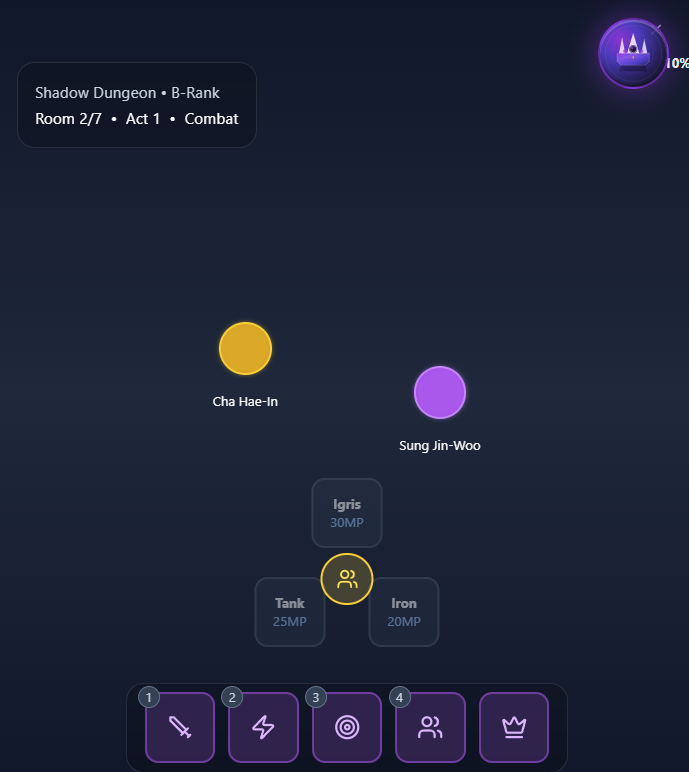 10%
Shadow Dungeon • B-Rank
Room 2/7 • Act 1 • Combat
Cha Hae-In
Sung Jin-Woo
Igris
30MP
Tank
25MP
Iron
20MP
1
2
3
4